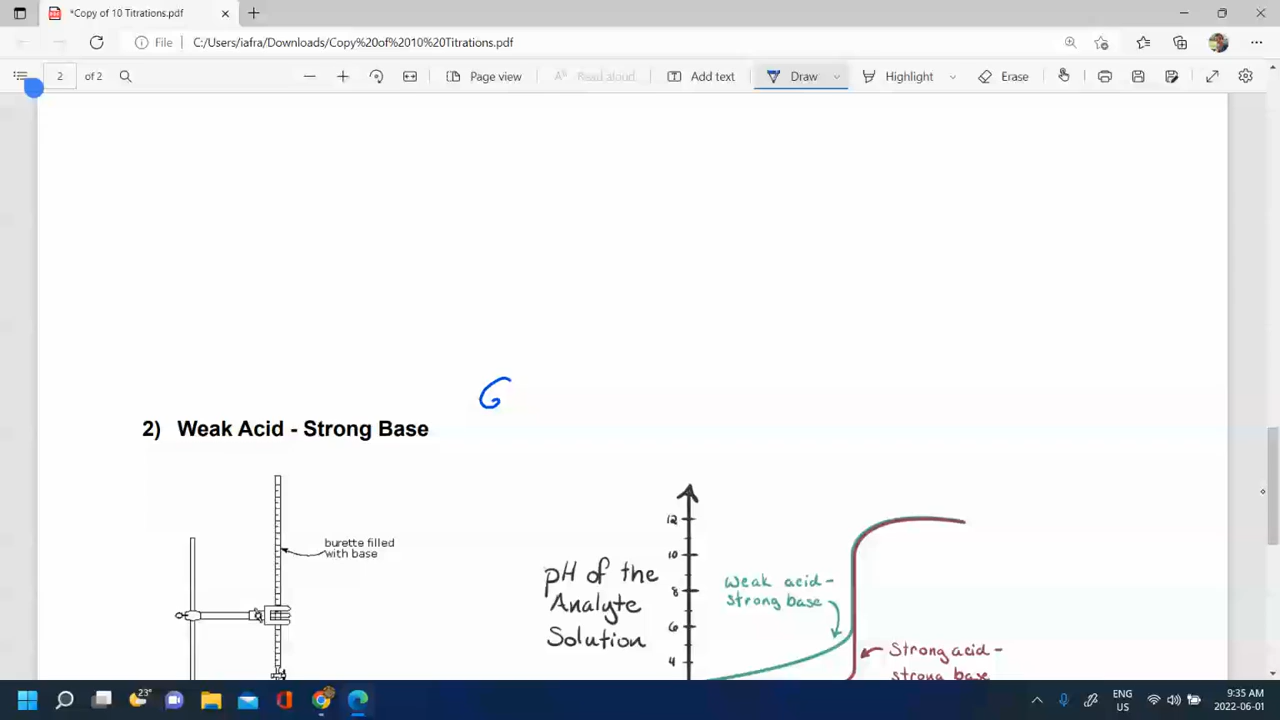 *Copy of 10 Titrations.pdf
File C:/Users/iafra/Downloads/Copy%20of%2010%20Titrations.pdf
2 of 2 Page view Read aloud Add text Draw Highlight Erase
6
2) Weak Acid - Strong Base
burette filled
with base
pH of the
Analyte
Solution
12
10
8
6
4
Weak acid-
strong base
Strong acid-
strong base
23°
ENG
US
9:35 AM
2022-06-01